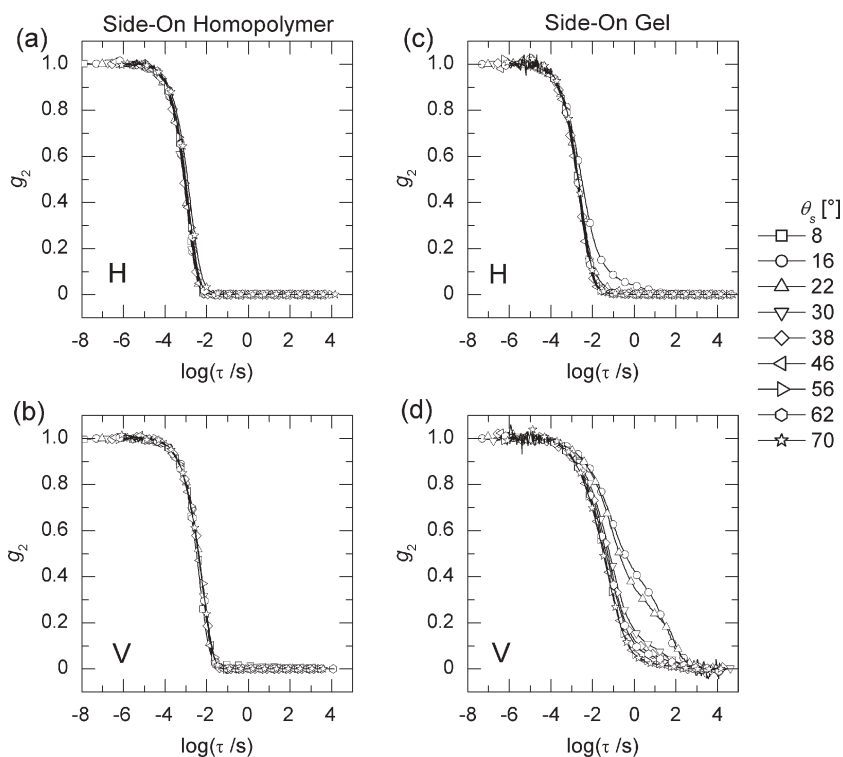 Side-On Homopolymer
Side-On Gel
(a)
(c)
1.0
0.8
0.6
0.4
0.2
0
g2
H
-8 -6 -4 -2 0 2 4
log(τ /s)
1.0
0.8
0.6
0.4
0.2
0
g2
H
-8 -6 -4 -2 0 2 4
log(τ /s)
θs [°]
8
16
22
30
38
46
56
62
70
(b)
(d)
1.0
0.8
0.6
0.4
0.2
0
g2
V
-8 -6 -4 -2 0 2 4
log(τ /s)
1.0
0.8
0.6
0.4
0.2
0
g2
V
-8 -6 -4 -2 0 2 4
log(τ /s)